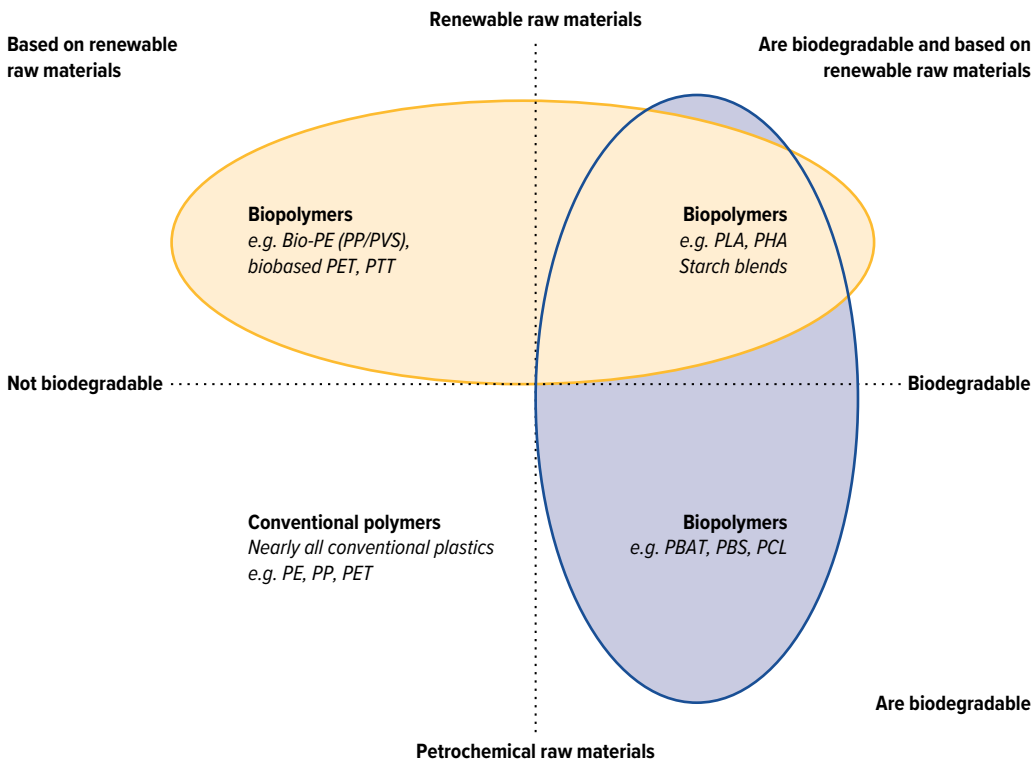 Renewable raw materials
Based on renewable
raw materials
Are biodegradable and based on
renewable raw materials
Biopolymers
e.g. Bio-PE (PP/PVS),
biobased PET, PTT
Biopolymers
e.g. PLA, PHA
Starch blends
Not biodegradable
Biodegradable
Conventional polymers
Nearly all conventional plastics
e.g. PE, PP, PET
Biopolymers
e.g. PBAT, PBS, PCL
Are biodegradable
Petrochemical raw materials